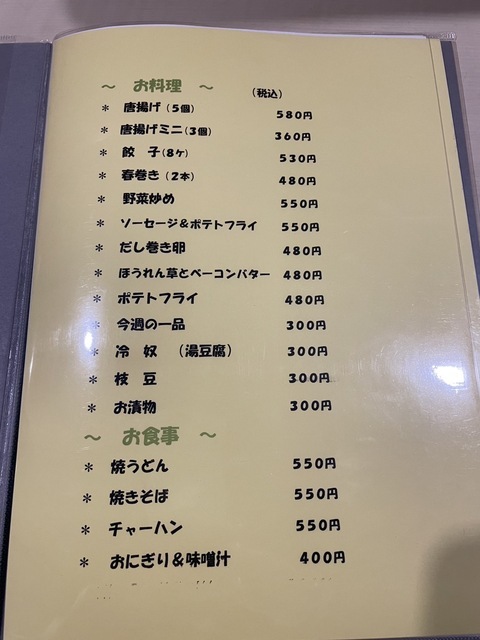 ～ お料理 ～ （税込）
＊ 唐揚げ（5個） 580円
＊ 唐揚げミニ（3個） 360円
＊ 餃 子（8ケ） 530円
＊ 春巻き（2本） 480円
＊ 野菜炒め 550円
＊ ソーセージ＆ポテトフライ 550円
＊ だし巻き卵 480円
＊ ほうれん草とベーコンバター 480円
＊ ポテトフライ 480円
＊ 今週の一品 300円
＊ 冷 奴 （湯豆腐） 300円
＊ 枝 豆 300円
＊ お漬物 300円
～ お食事 ～
＊ 焼うどん 550円
＊ 焼きそば 550円
＊ チャーハン 550円
＊ おにぎり＆味噌汁 400円